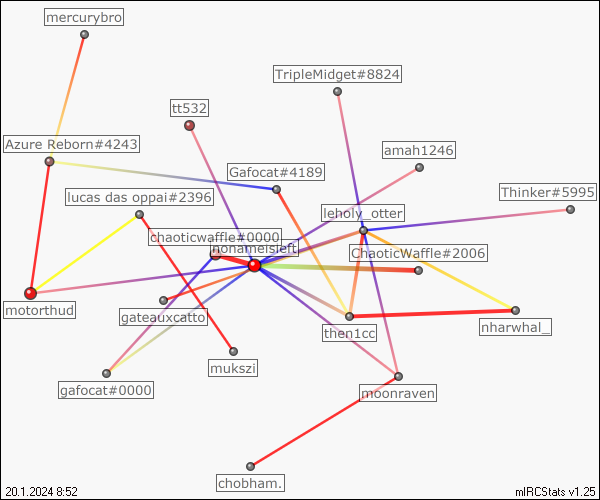 mercurybro
TripleMidget#8824
tt532
Azure Reborn#4243
amah1246
Gafocat#4189
Thinker#5995
lucas das oppai#2396
leholy_otter
chaoticwaffle#0000
nonameisleft
ChaoticWaffle#2006
motorthud
gateauxcatto
then1cc
nharwhal_
mukszi
gafocat#0000
moonraven
chobham.
20.1.2024 8:52
mIRCStats v1.25